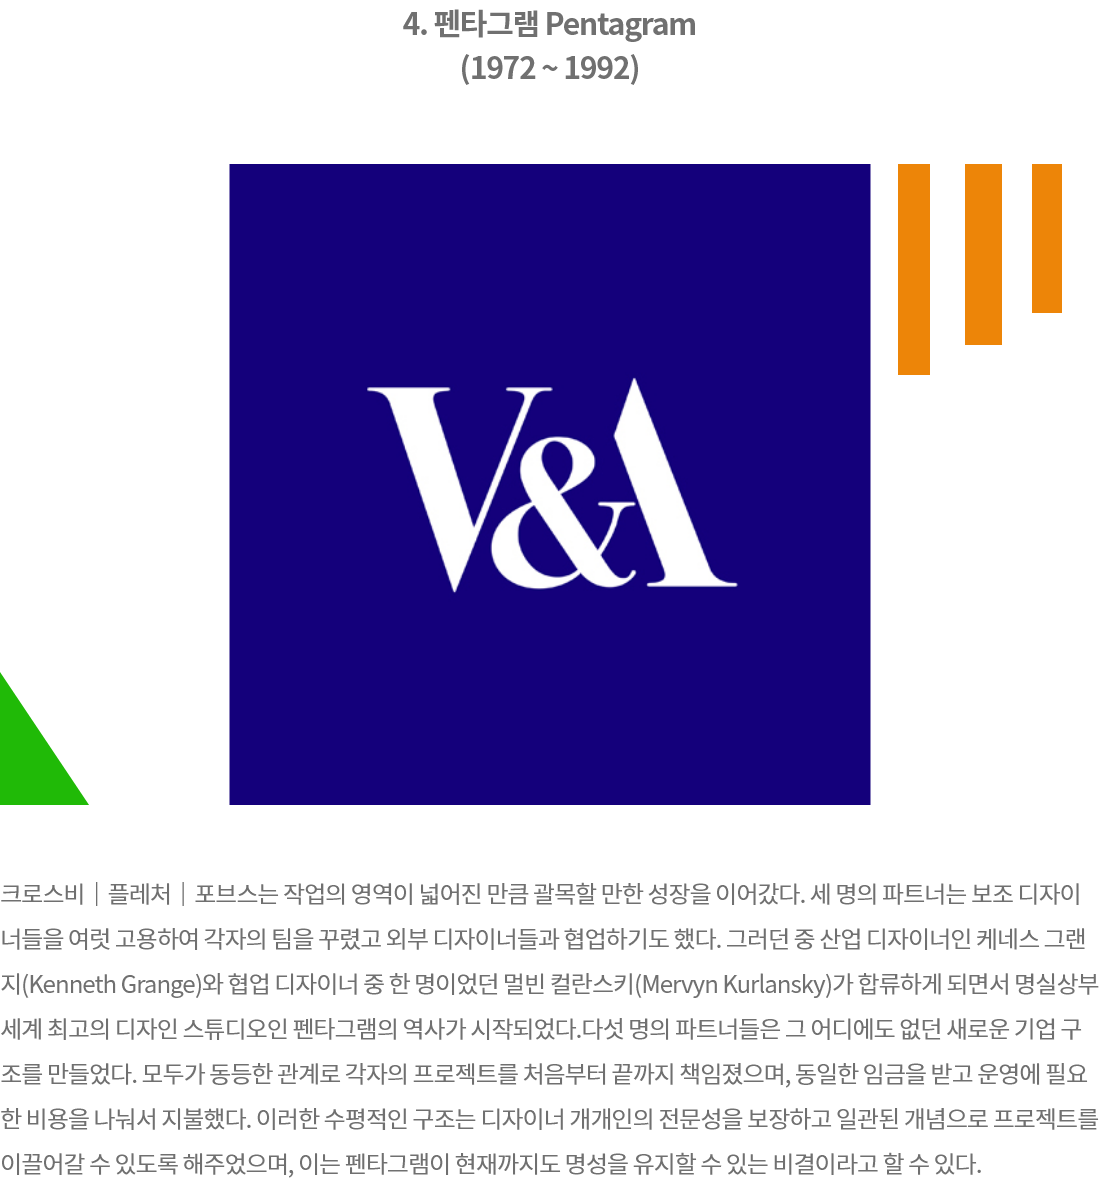 4. 펜타그램 Pentagram
(1972 ~ 1992)
V&A
크로스비｜플레처｜포브스는 작업의 영역이 넓어진 만큼 괄목할 만한 성장을 이어갔다. 세 명의 파트너는 보조 디자이
너들을 여럿 고용하여 각자의 팀을 꾸렸고 외부 디자이너들과 협업하기도 했다. 그러던 중 산업 디자이너인 케네스 그랜
지(Kenneth Grange)와 협업 디자이너 중 한 명이었던 멀빈 컬란스키(Mervyn Kurlansky)가 합류하게 되면서 명실상부
세계 최고의 디자인 스튜디오인 펜타그램의 역사가 시작되었다.다섯 명의 파트너들은 그 어디에도 없던 새로운 기업 구
조를 만들었다. 모두가 동등한 관계로 각자의 프로젝트를 처음부터 끝까지 책임졌으며, 동일한 임금을 받고 운영에 필요
한 비용을 나눠서 지불했다. 이러한 수평적인 구조는 디자이너 개개인의 전문성을 보장하고 일관된 개념으로 프로젝트를
이끌어갈 수 있도록 해주었으며, 이는 펜타그램이 현재까지도 명성을 유지할 수 있는 비결이라고 할 수 있다.